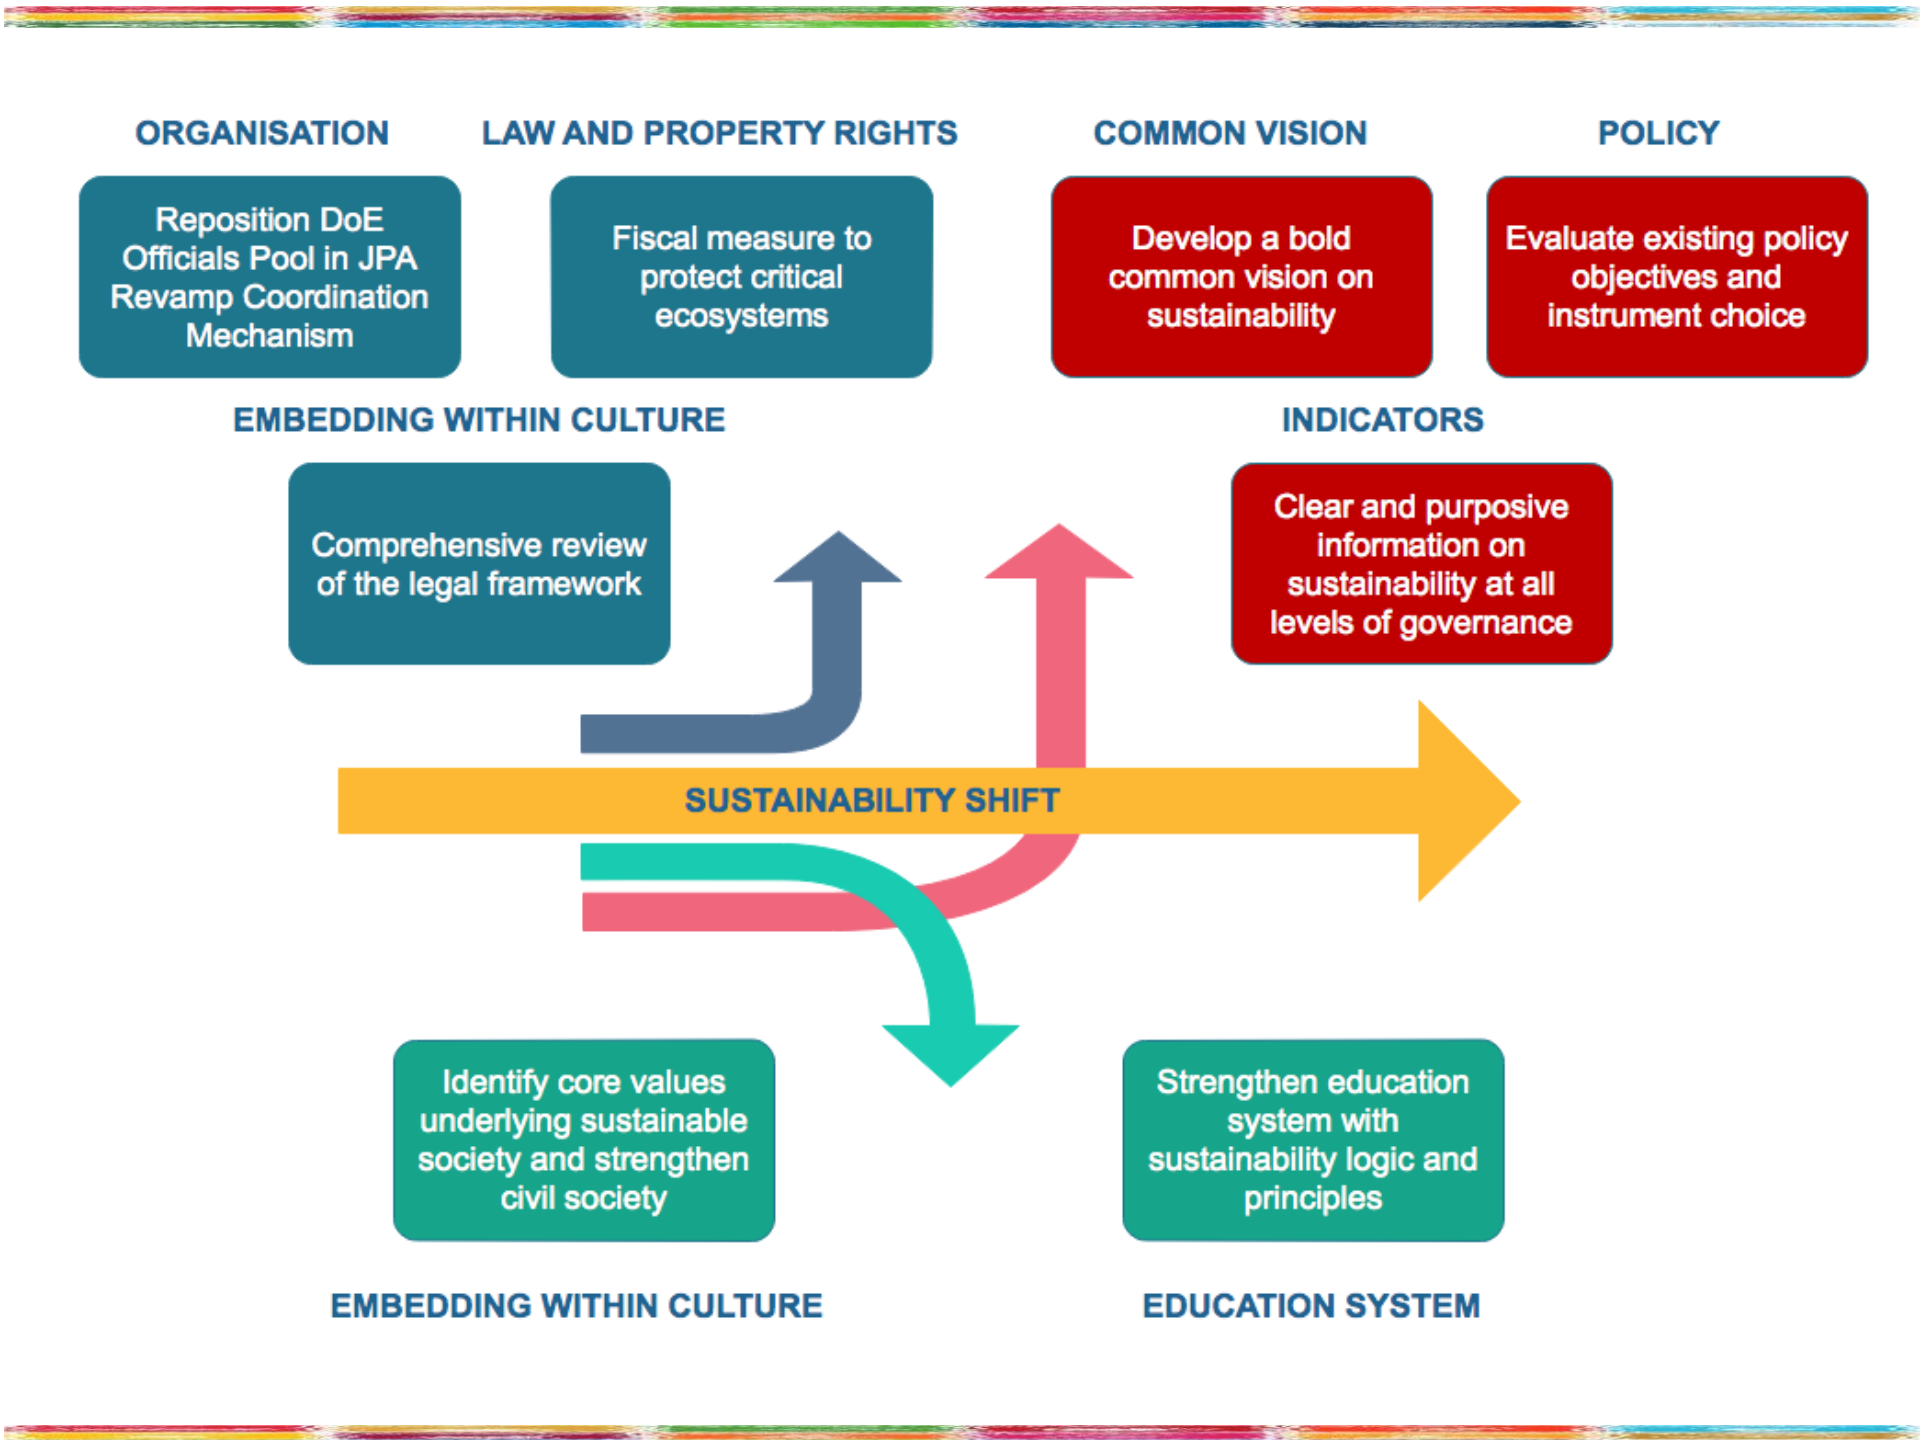 ORGANISATION
LAW AND PROPERTY RIGHTS
COMMON VISION
POLICY
Reposition DoE
Officials Pool in JPA
Revamp Coordination
Mechanism
Fiscal measure to
protect critical
ecosystems
Develop a bold
common vision on
sustainability
Evaluate existing policy
objectives and
instrument choice
EMBEDDING WITHIN CULTURE
INDICATORS
Comprehensive review
of the legal framework
Clear and purposive
information on
sustainability at all
levels of governance
SUSTAINABILITY SHIFT
Identify core values
underlying sustainable
society and strengthen
civil society
Strengthen education
system with
sustainability logic and
principles
EMBEDDING WITHIN CULTURE
EDUCATION SYSTEM